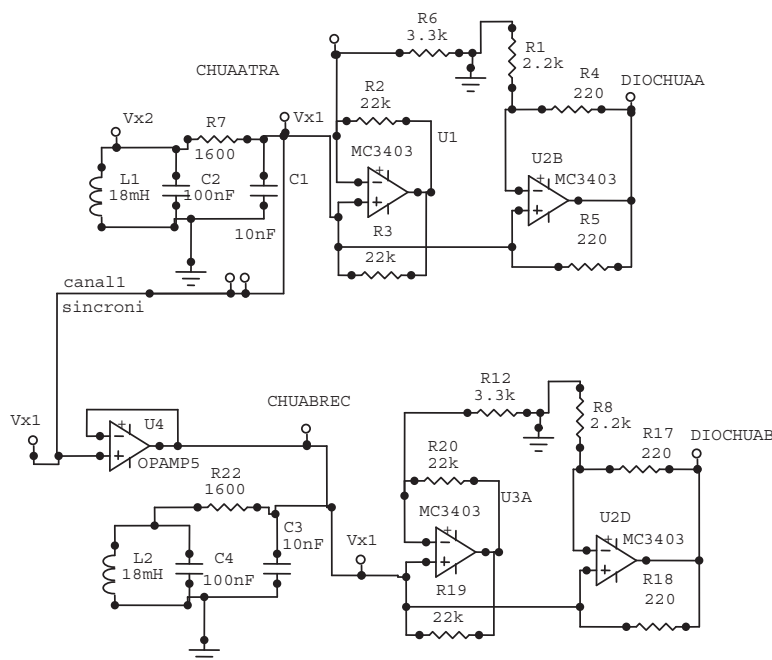 R6
3.3k
R1
2.2k
CHUAATRA
R2
22k
R4
220
DIOCHUAA
Vx2
R7
1600
Vx1
U1
MC3403
U2B
MC3403
L1
18mH
C2
100nF
C1
10nF
R3
22k
R5
220
canal1
sincroni
R12
3.3k
R8
2.2k
Vx1
U4
OPAMP5
CHUABREC
R20
22k
R17
220
DIOCHUAB
R22
1600
U3A
MC3403
U2D
MC3403
C3
10nF
Vx1
L2
18mH
C4
100nF
R19
22k
R18
220